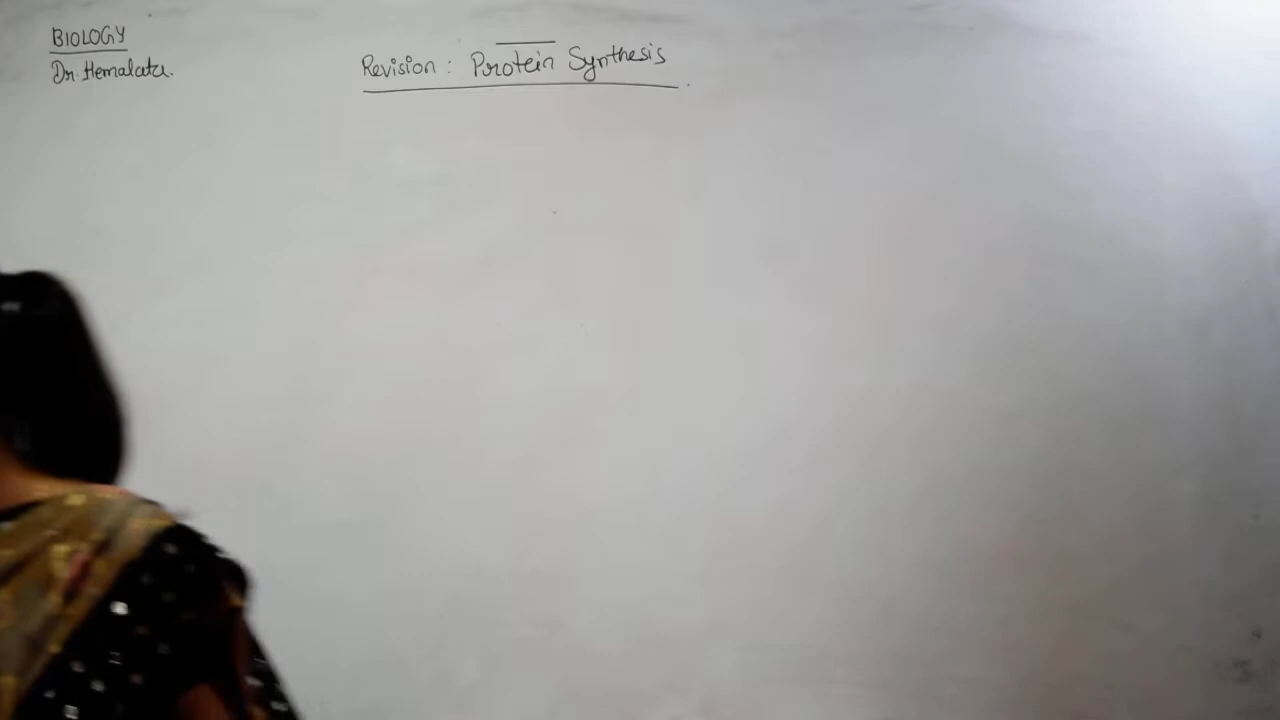 BIOLOGY
Dr. Hemalata.
Revision : Protein Synthesis